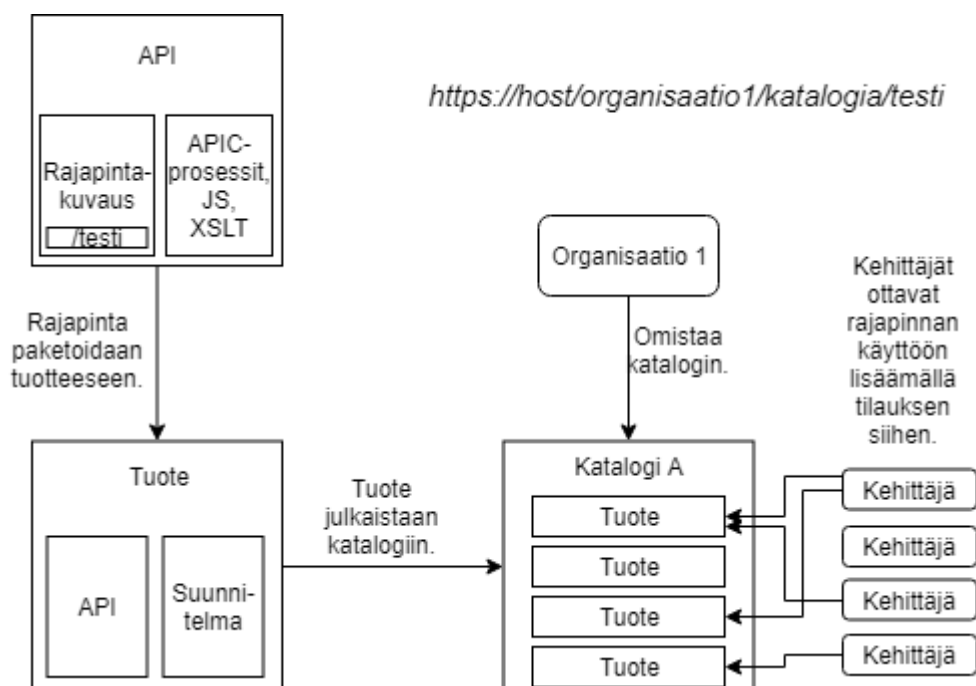 API
https://host/organisaatio1/katalogia/testi
Rajapinta-
kuvaus
/testi
APIC-
prosessit,
JS,
XSLT
Organisaatio 1
Kehittäjät
ottavat
rajapinnan
käyttöön
lisäämällä
tilauksen
siihen.
Rajapinta
paketoidaan
tuotteeseen.
Omistaa
katalogin.
Tuote
API
Suunni-
telma
Tuote
julkaistaan
katalogiin.
Katalogi A
Tuote
Tuote
Tuote
Tuote
Kehittäjä
Kehittäjä
Kehittäjä
Kehittäjä